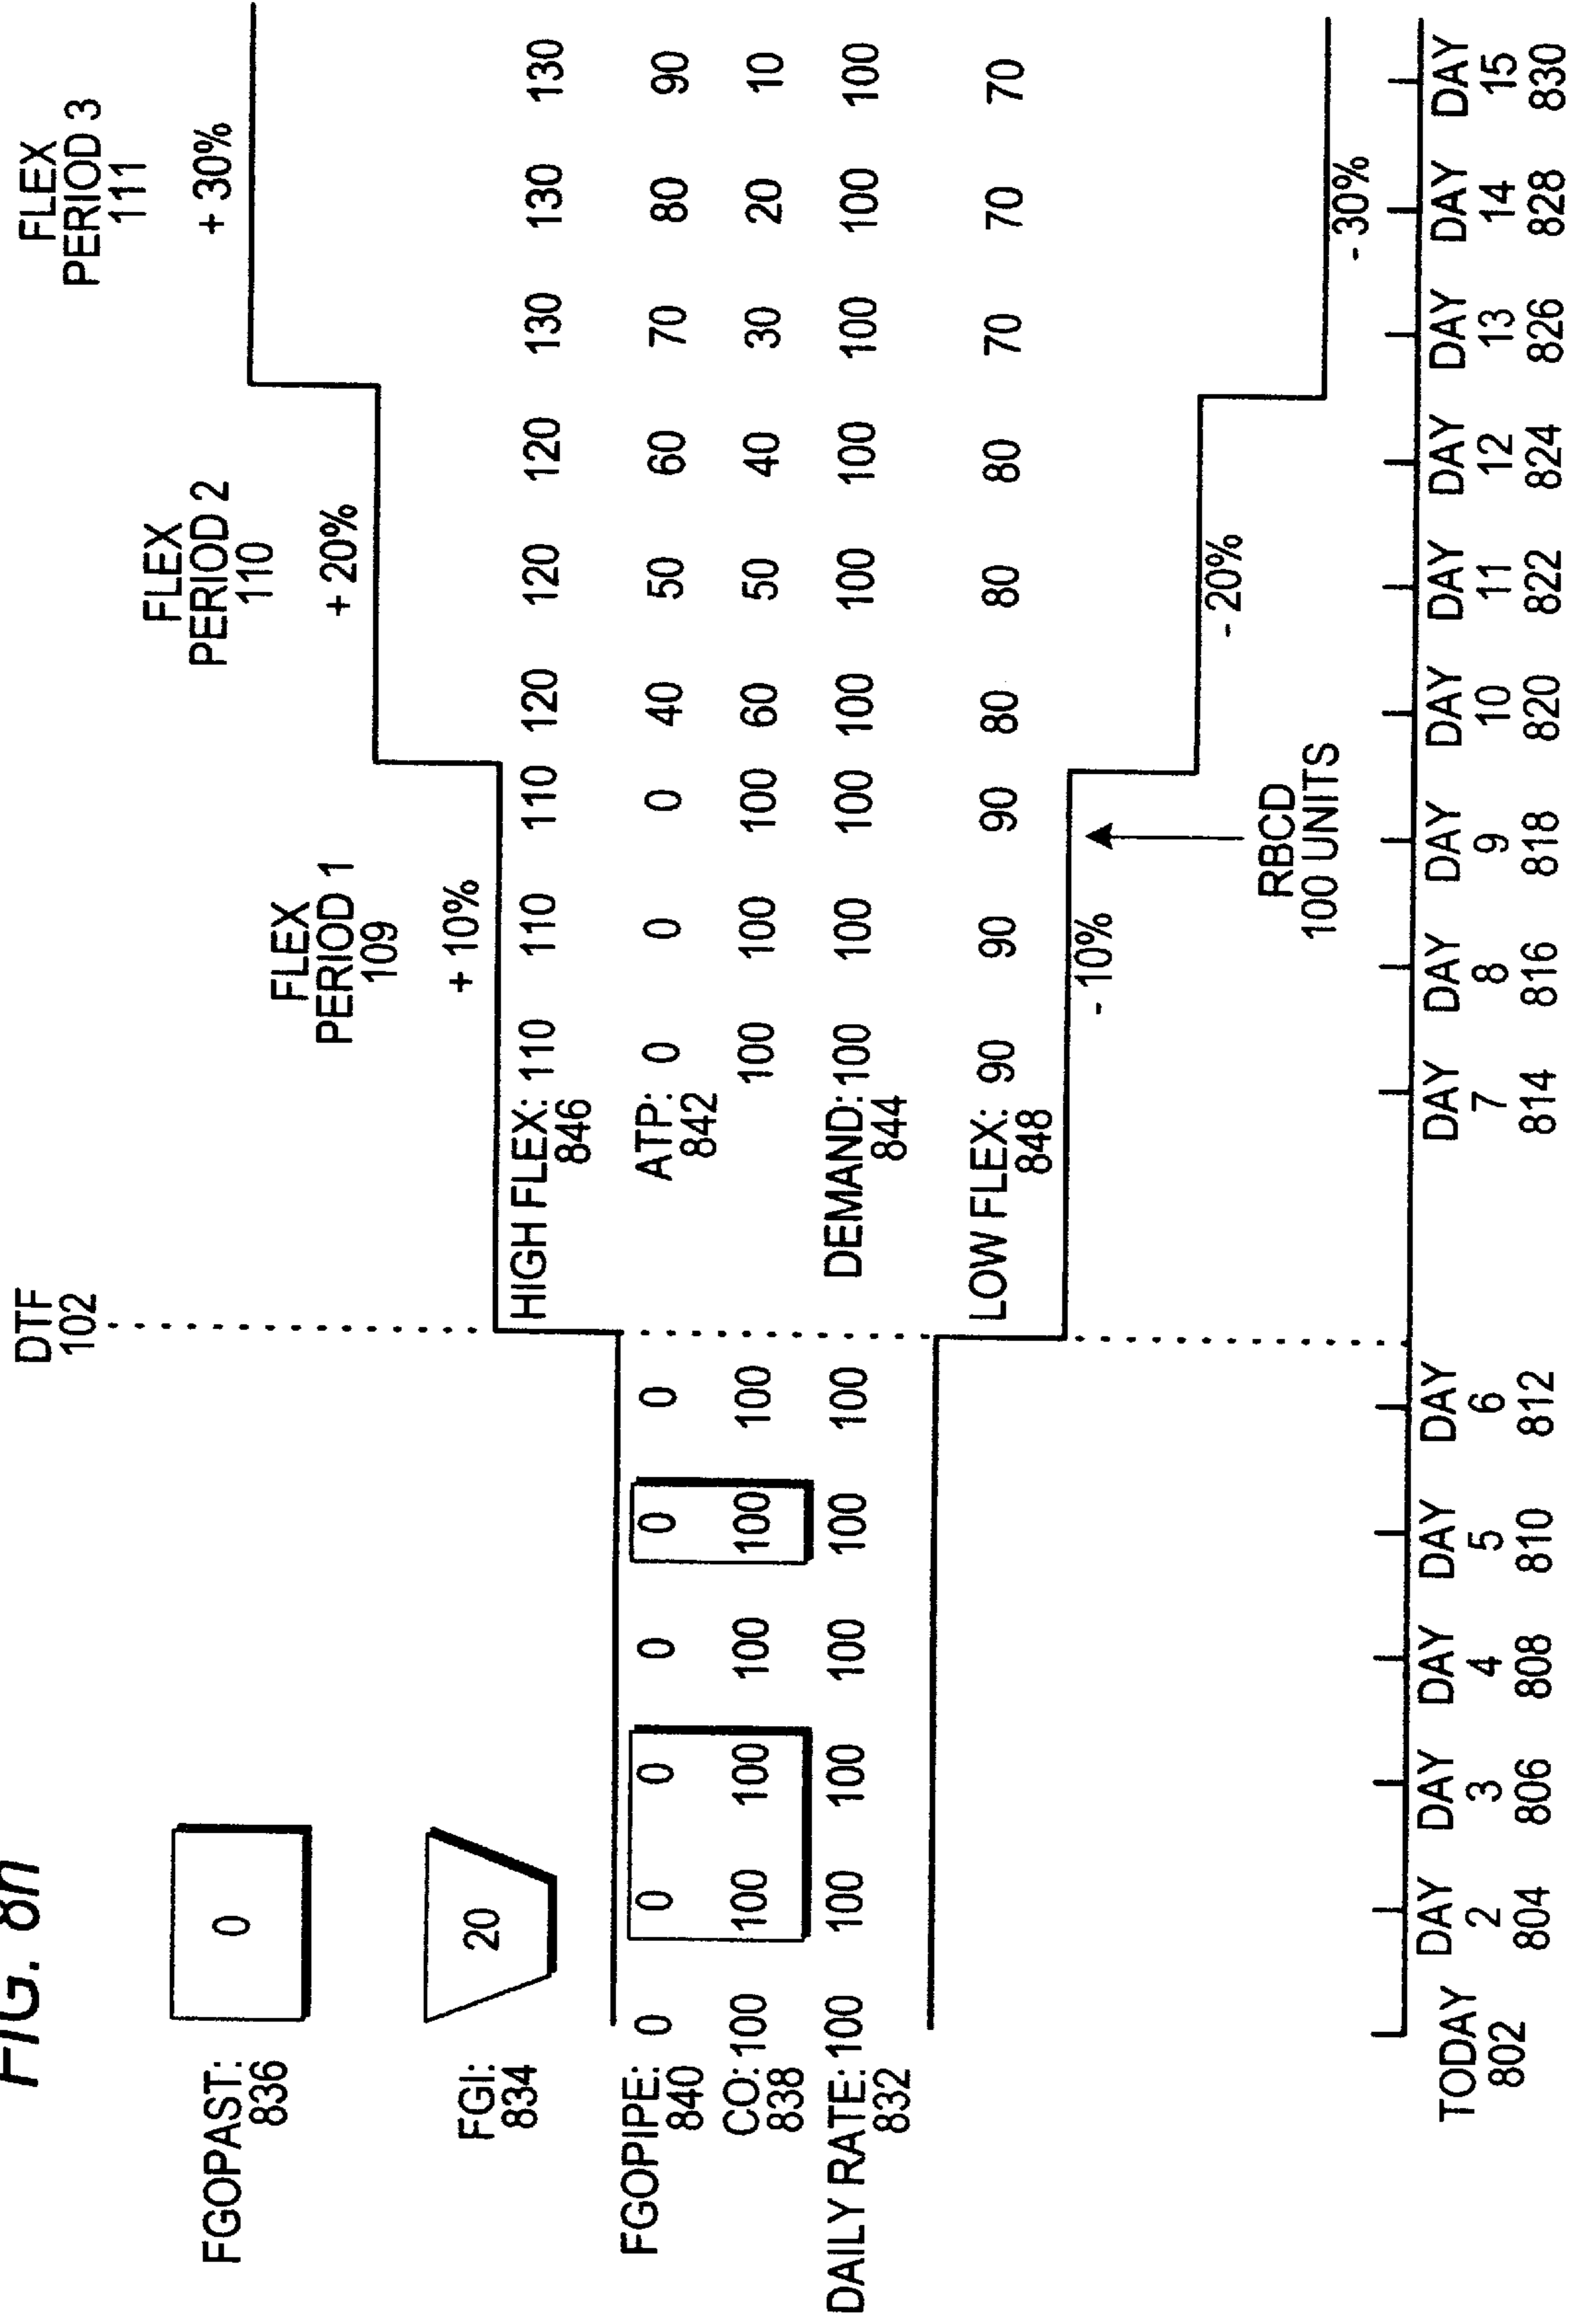 FIG. 8n
DTF
102
FLEX
PERIOD 1
109
+ 10%
FLEX
PERIOD 2
110
+ 20%
FLEX
PERIOD 3
111
+ 30%
FGOPAST:
836
0
FGI:
834
20
HIGH FLEX: 110 110 110 120 120 120 130 130 130
846
FGOPIPE: 0 0 0 0 0 0
840
ATP: 0 0 0 40 50 60 70 80 90
842
CO: 100 100 100 100 100 100 100 100 100 60 50 40 30 20 10
838
DAILY RATE: 100 100 100 100 100 100
832
DEMAND: 100 100 100 100 100 100 100 100 100
844
LOW FLEX: 90 90 90 80 80 80 70 70 70
848
- 10%
- 20%
- 30%
RBCD
100 UNITS
TODAY
802
DAY
2
804
DAY
3
806
DAY
4
808
DAY
5
810
DAY
6
812
DAY
7
814
DAY
8
816
DAY
9
818
DAY
10
820
DAY
11
822
DAY
12
824
DAY
13
826
DAY
14
828
DAY
15
830